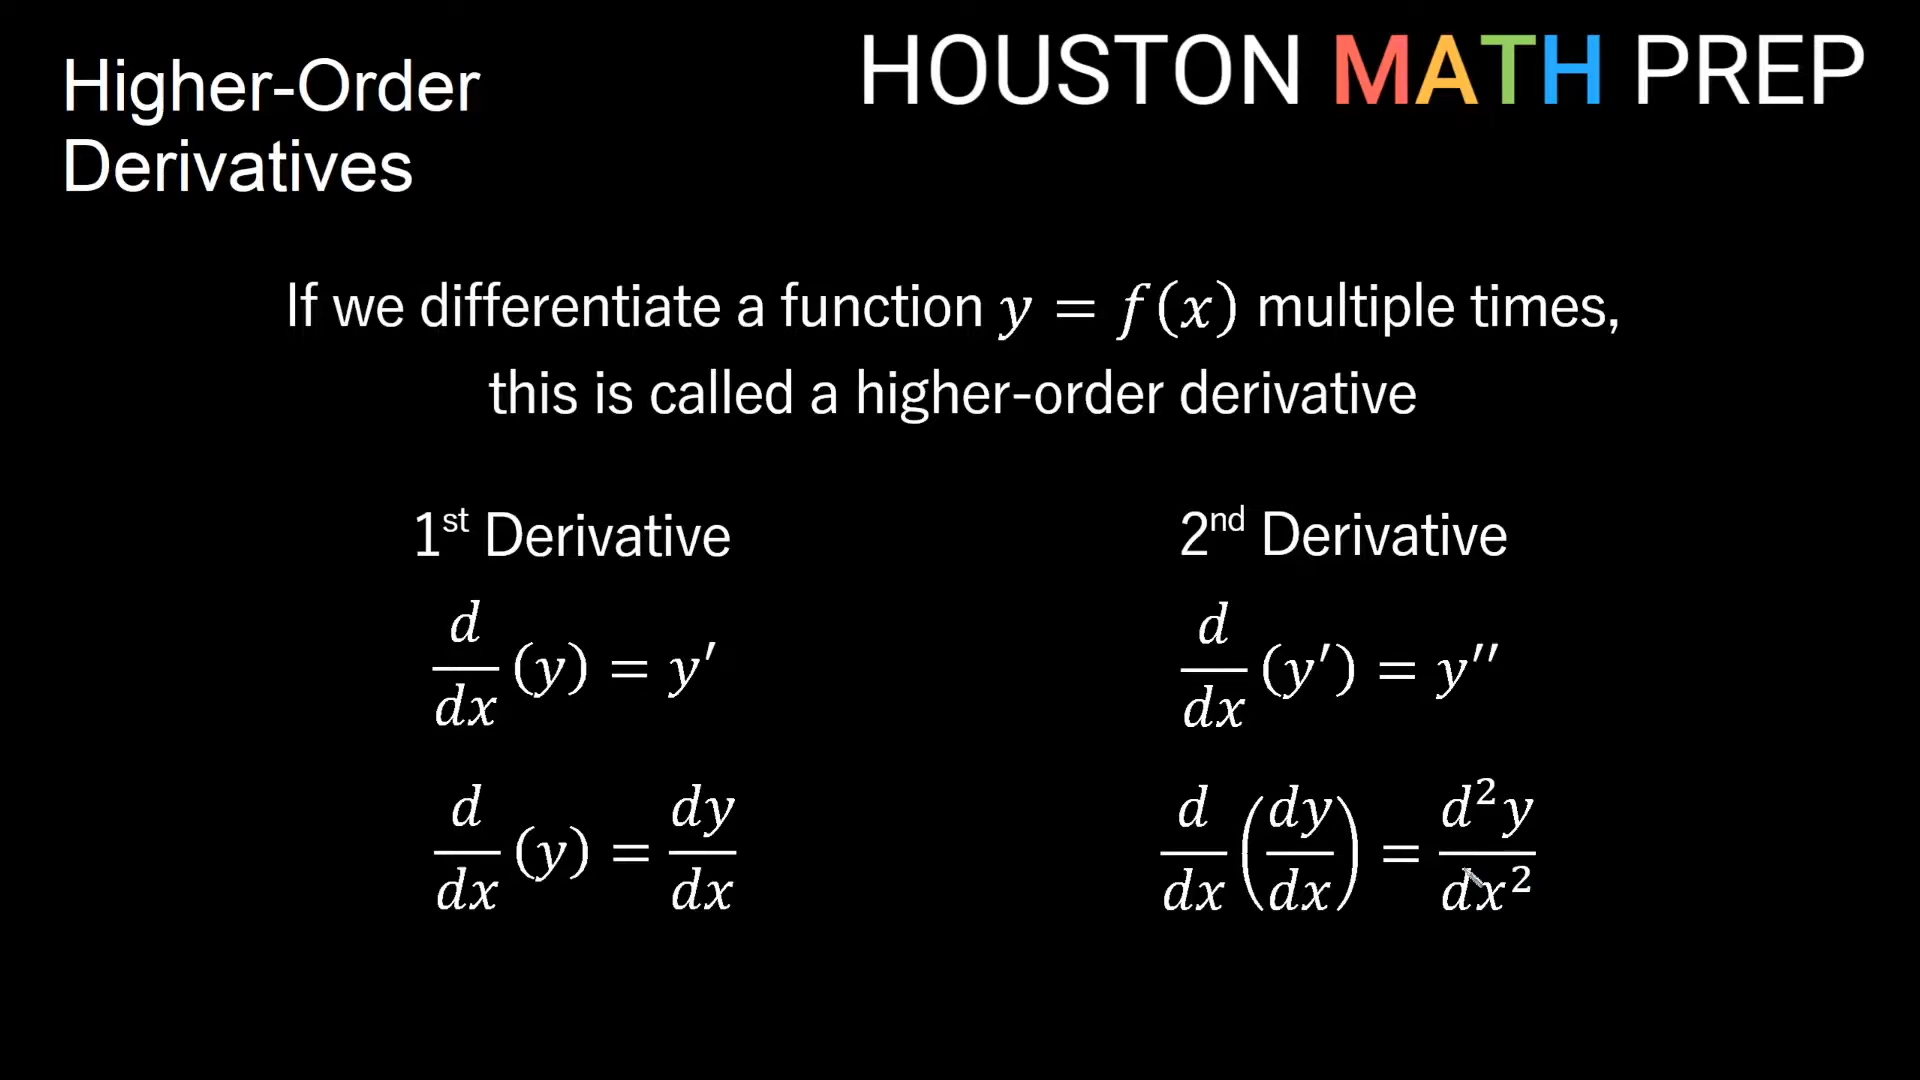 HOUSTON MATH PREP
Higher-Order
Derivatives
If we differentiate a function y = f(x) multiple times,
this is called a higher-order derivative
1st Derivative
d/dx (y) = y′
d/dx (y) = dy/dx
2nd Derivative
d/dx (y′) = y′′
d/dx (dy/dx) = d²y/dx²